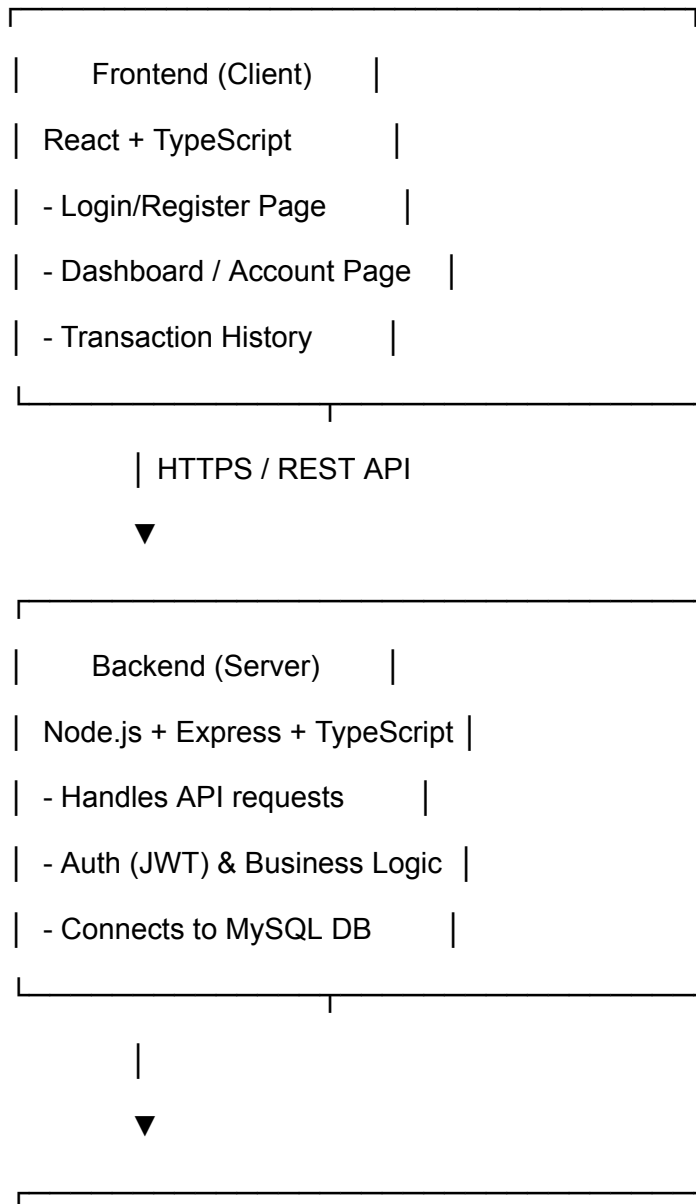 Frontend (Client)
React + TypeScript
- Login/Register Page
- Dashboard / Account Page
- Transaction History
HTTPS / REST API
▼
Backend (Server)
Node.js + Express + TypeScript
- Handles API requests
- Auth (JWT) & Business Logic
- Connects to MySQL DB
▼